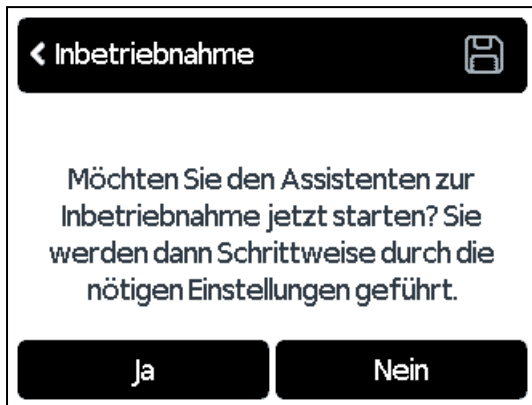 Inbetriebnahme
Möchten Sie den Assistenten zur
Inbetriebnahme jetzt starten? Sie
werden dann Schrittweise durch die
nötigen Einstellungen geführt.
Ja
Nein